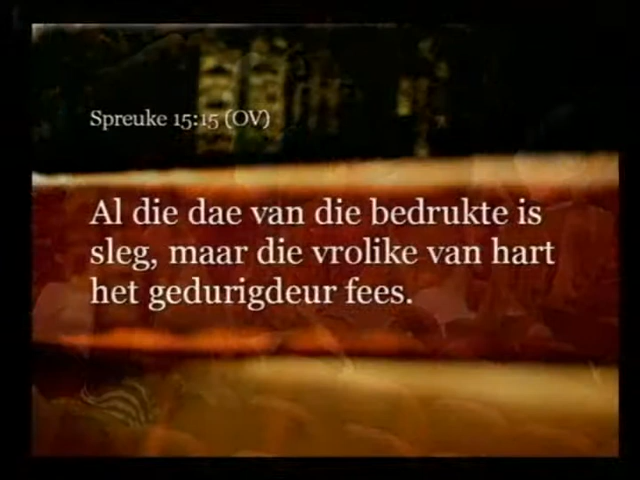 Spreuke 15:15 (OV)
Al die dae van die bedrukte is
sleg, maar die vrolike van hart
het gedurigdeur fees.